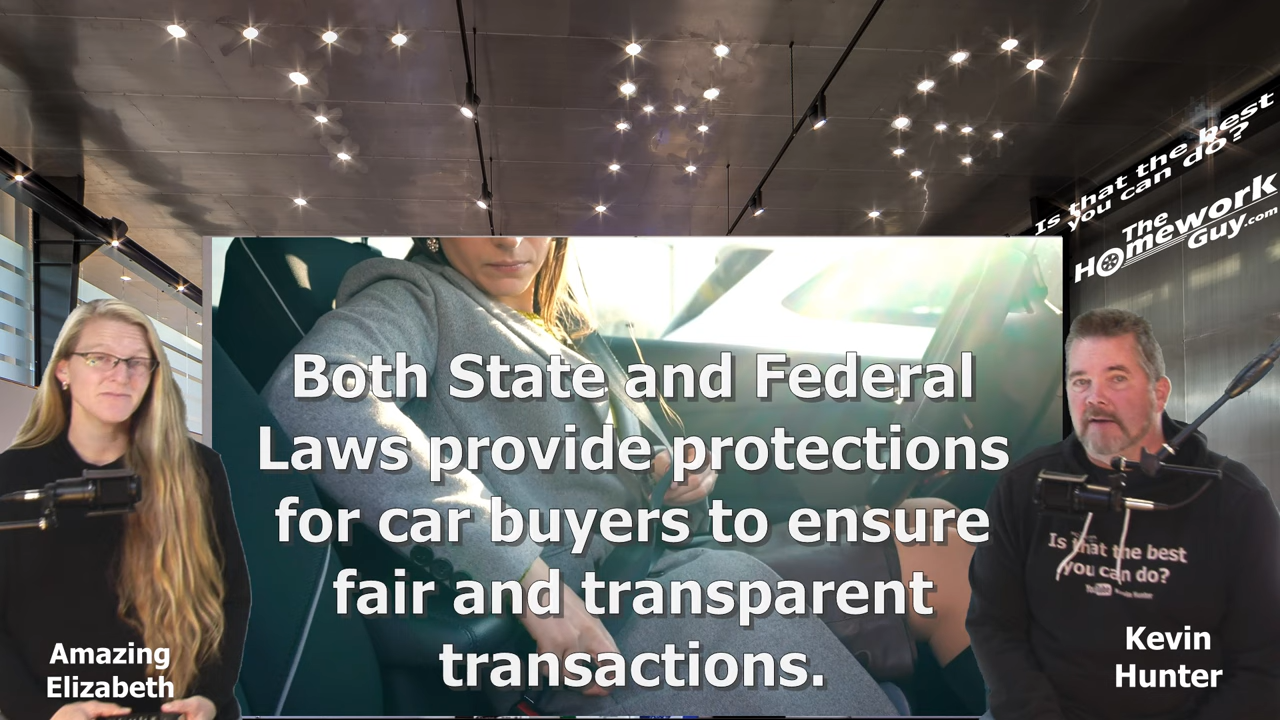 Is that the best
you can do?
The
Homework
Guy.com
Both State and Federal
Laws provide protections
for car buyers to ensure
fair and transparent
transactions.
Is that the best
you can do?
Amazing
Elizabeth
Kevin
Hunter